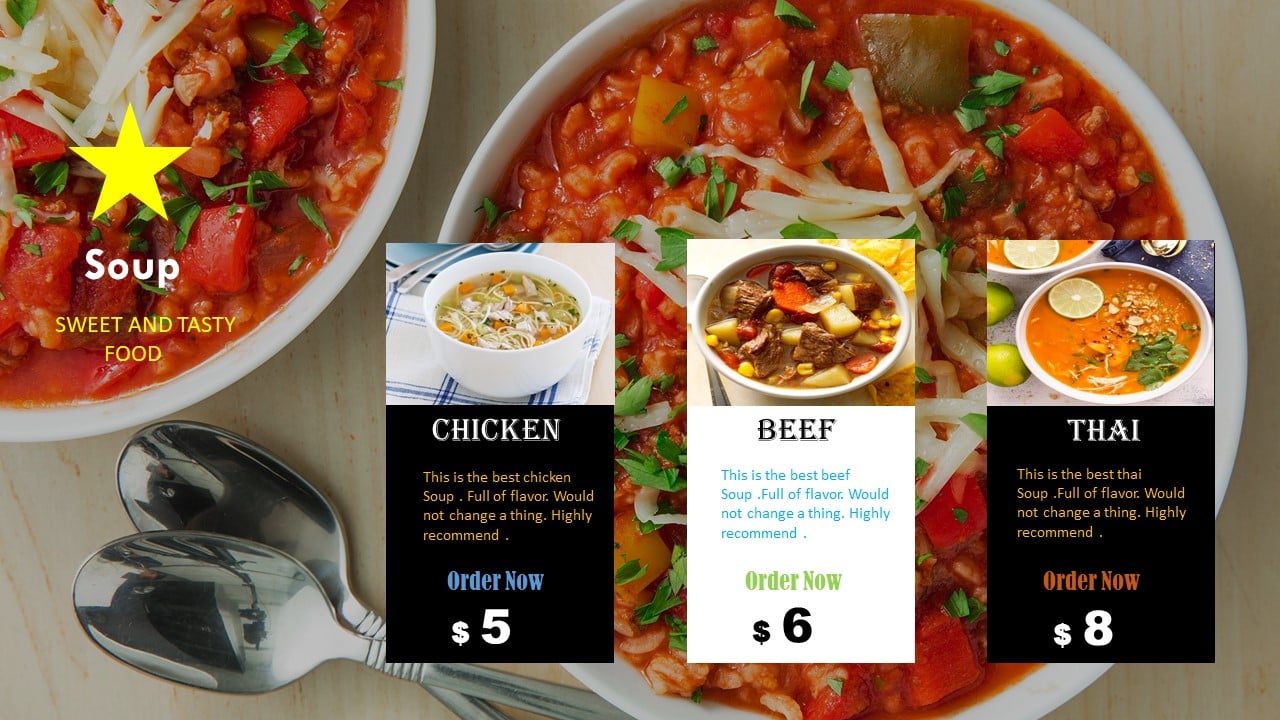 Soup
SWEET AND TASTY
FOOD
CHICKEN
This is the best chicken
Soup . Full of flavor. Would
not change a thing. Highly
recommend .
Order Now
$ 5
BEEF
This is the best beef
Soup .Full of flavor. Would
not change a thing. Highly
recommend .
Order Now
$ 6
THAI
This is the best thai
Soup .Full of flavor. Would
not change a thing. Highly
recommend .
Order Now
$ 8